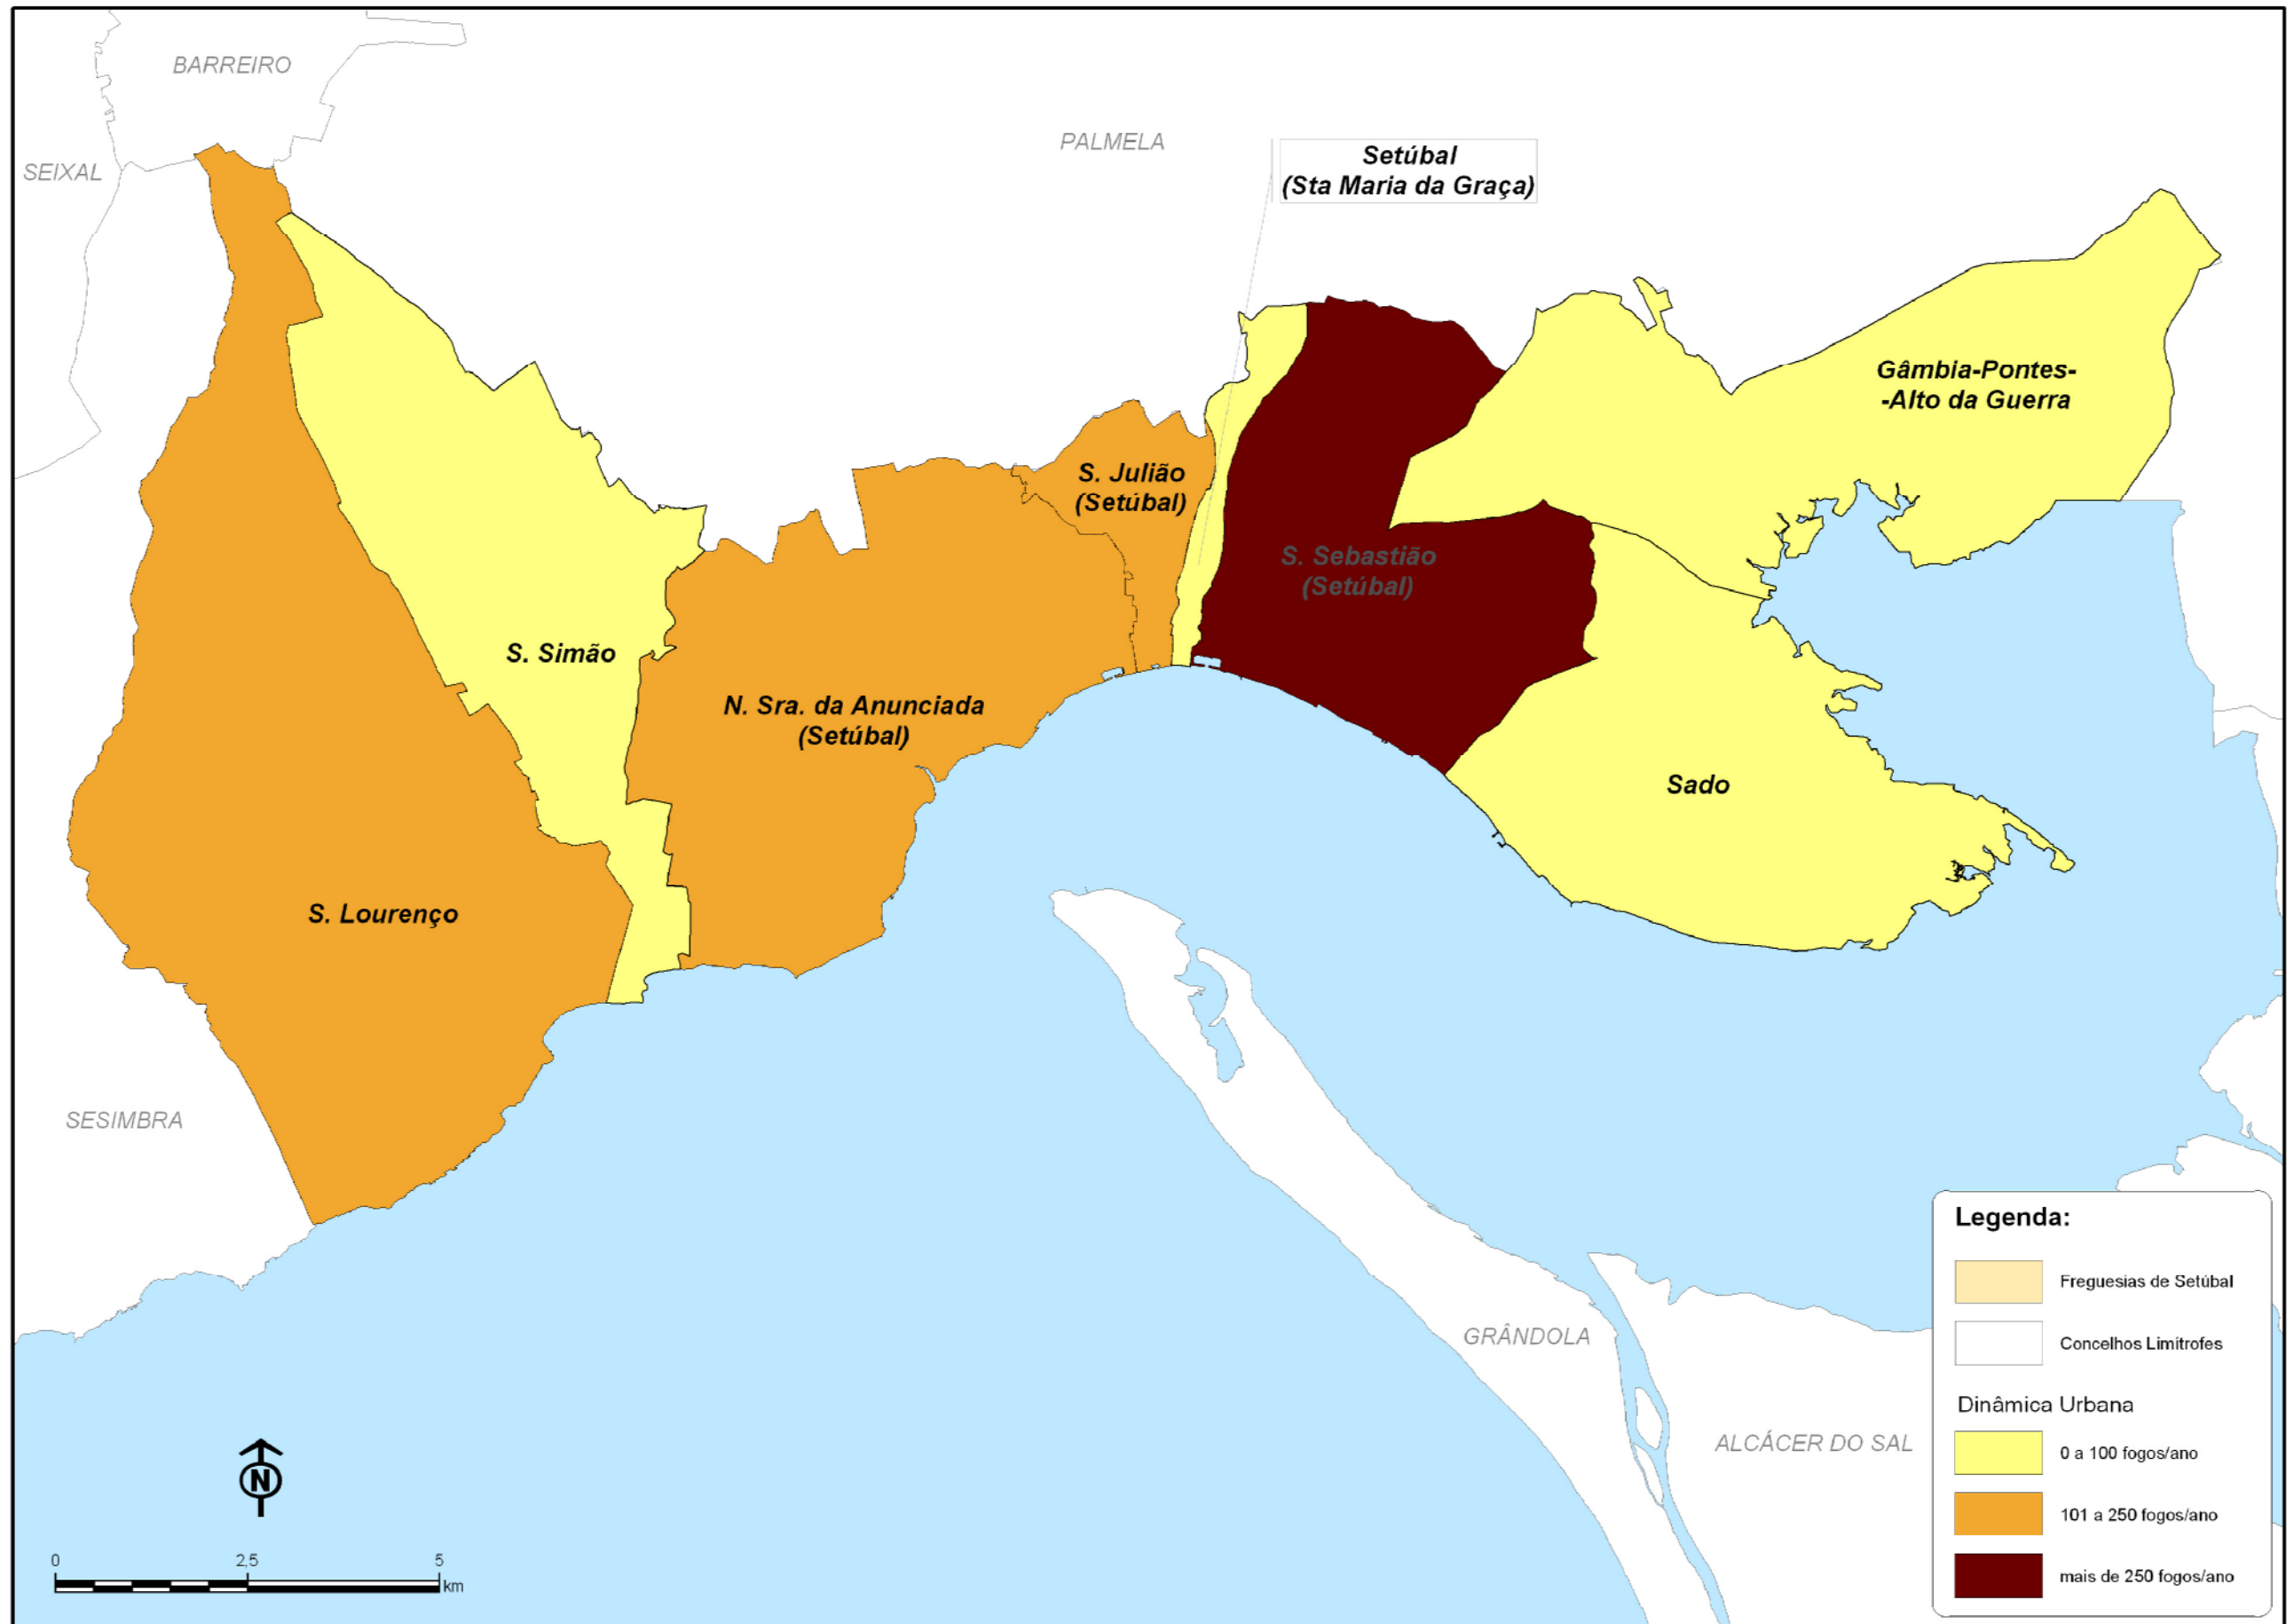 BARREIRO
SEIXAL
PALMELA
Setúbal
(Sta Maria da Graça)
Gâmbia-Pontes-
-Alto da Guerra
S. Julião
(Setúbal)
S. Sebastião
(Setúbal)
S. Simão
N. Sra. da Anunciada
(Setúbal)
Sado
S. Lourenço
SESIMBRA
GRÂNDOLA
ALCÁCER DO SAL
N
0 2,5 5
km
Legenda:
Freguesias de Setúbal
Concelhos Limítrofes
Dinâmica Urbana
0 a 100 fogos/ano
101 a 250 fogos/ano
mais de 250 fogos/ano